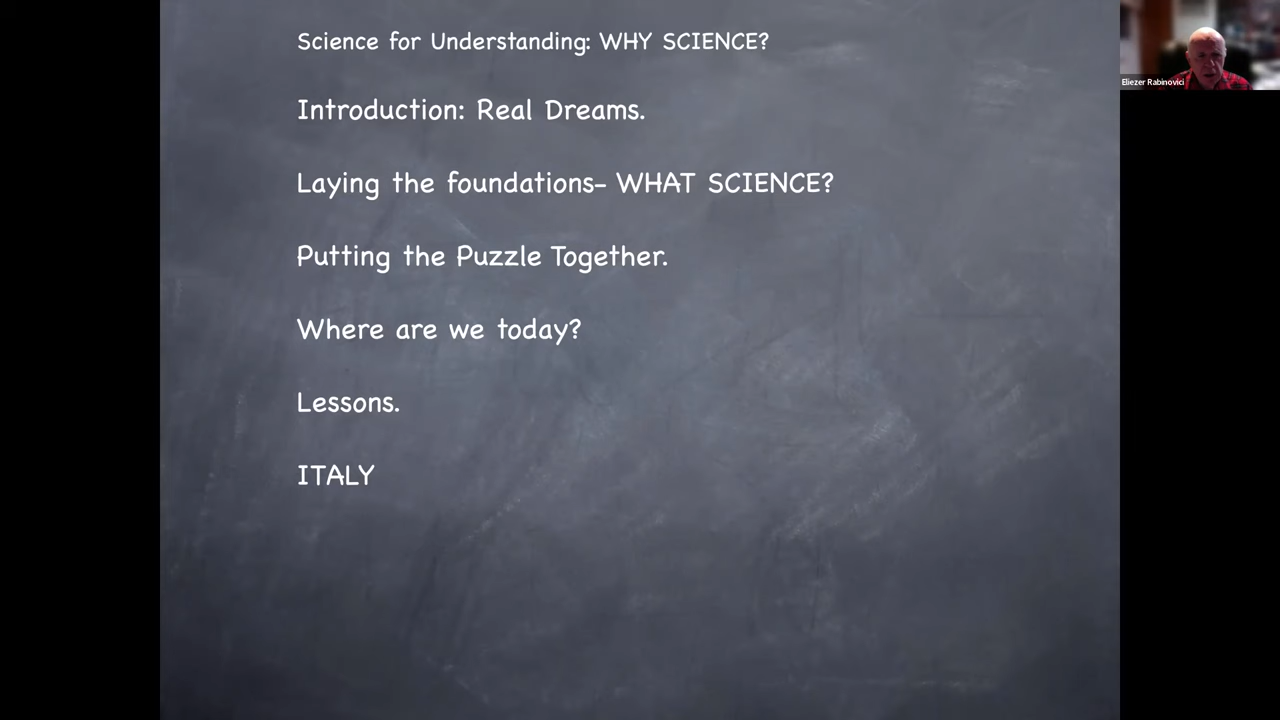 Science for Understanding: WHY SCIENCE?
Introduction: Real Dreams.
Laying the foundations- WHAT SCIENCE?
Putting the Puzzle Together.
Where are we today?
Lessons.
ITALY
Eliezer Rabinovici